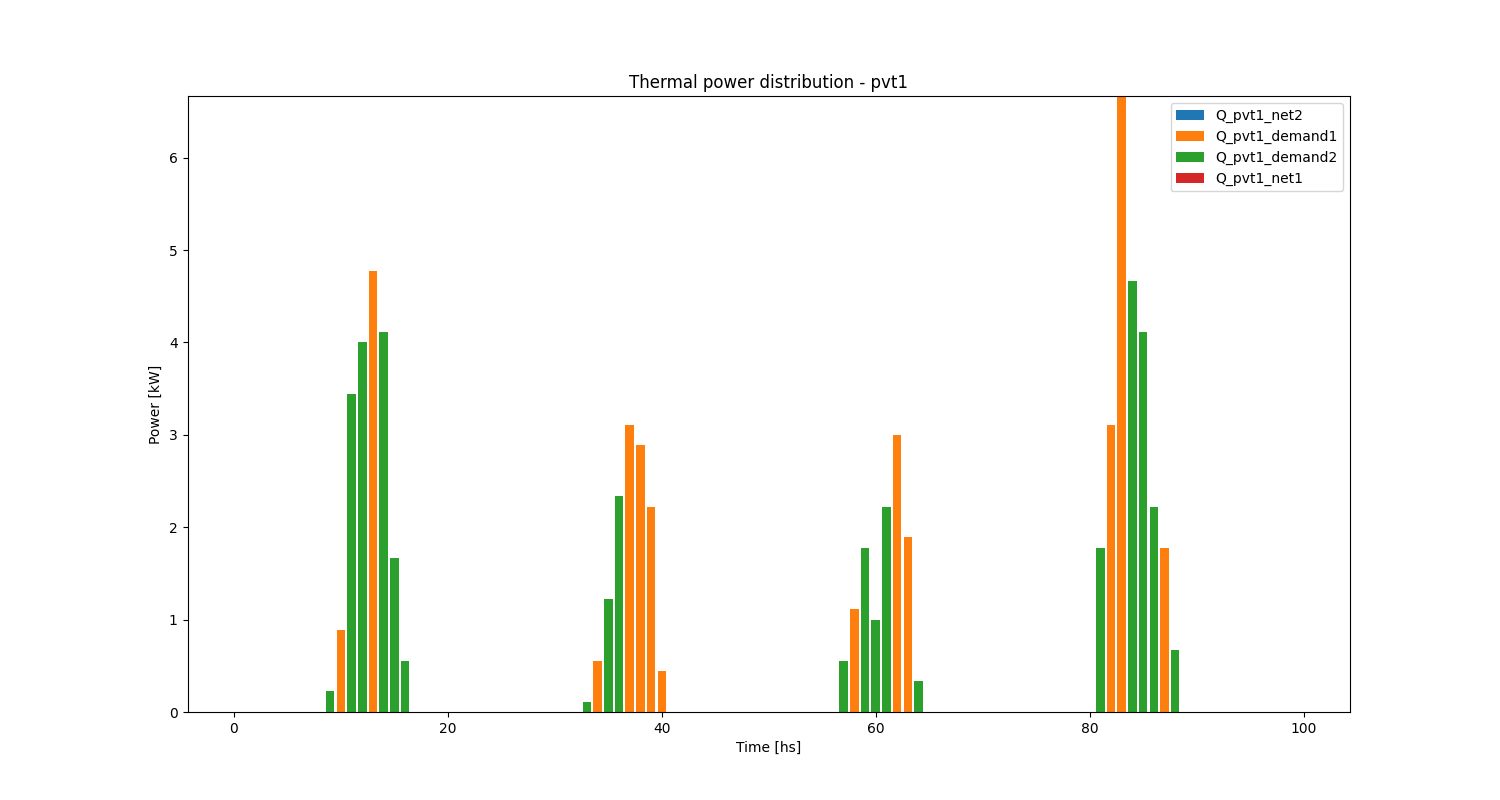 Thermal power distribution - pvt1
Q_pvt1_net2
Q_pvt1_demand1
Q_pvt1_demand2
Q_pvt1_net1
6
5
4
3
2
1
0
Power [kW]
0 20 40 60 80 100
Time [hs]